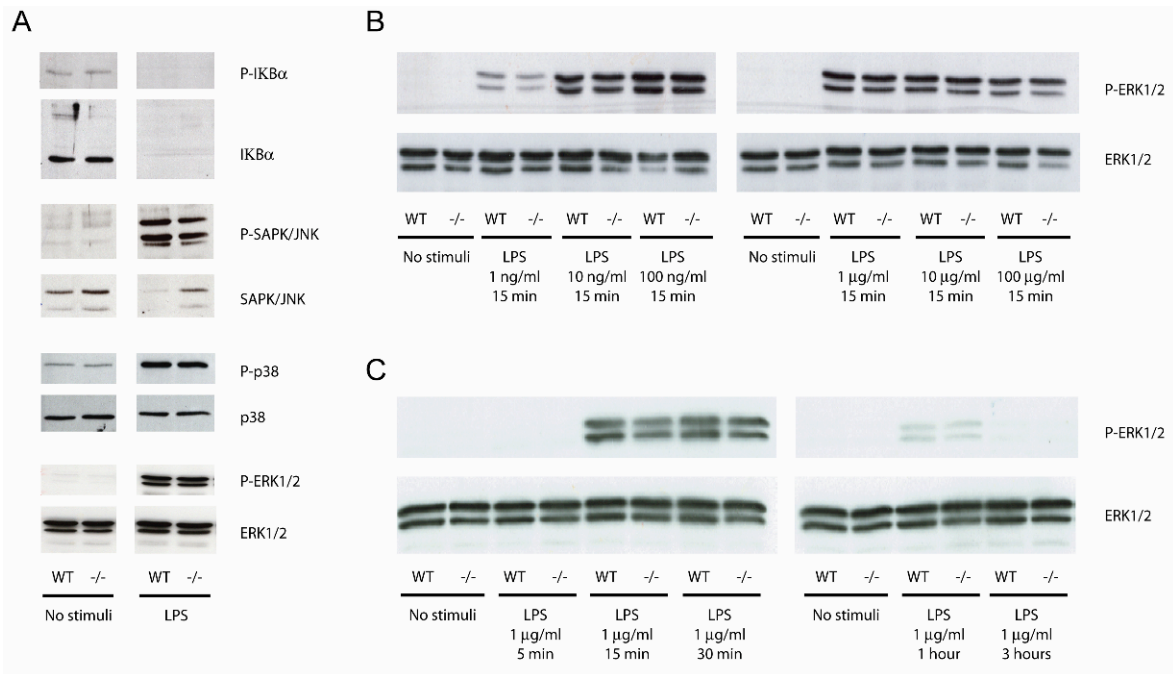 A
P-IKBα
IKBα
P-SAPK/JNK
SAPK/JNK
P-p38
p38
P-ERK1/2
ERK1/2
WT -/- WT -/-
No stimuli LPS
B
P-ERK1/2
ERK1/2
WT -/- WT -/- WT -/- WT -/- WT -/- WT -/- WT -/- WT -/-
No stimuli LPS LPS LPS No stimuli LPS LPS LPS
1 ng/ml 10 ng/ml 100 ng/ml 1 μg/ml 10 μg/ml 100 μg/ml
15 min 15 min 15 min 15 min 15 min 15 min
C
P-ERK1/2
ERK1/2
WT -/- WT -/- WT -/- WT -/- WT -/- WT -/- WT -/-
No stimuli LPS LPS LPS No stimuli LPS LPS
1 μg/ml 1 μg/ml 1 μg/ml 1 μg/ml 1 μg/ml
5 min 15 min 30 min 1 hour 3 hours